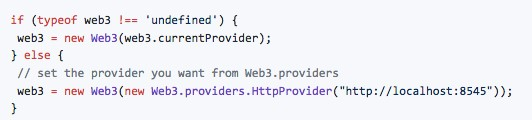 if (typeof web3 !== 'undefined') {
 web3 = new Web3(web3.currentProvider);
} else {
 // set the provider you want from Web3.providers
 web3 = new Web3(new Web3.providers.HttpProvider("http://localhost:8545"));
}